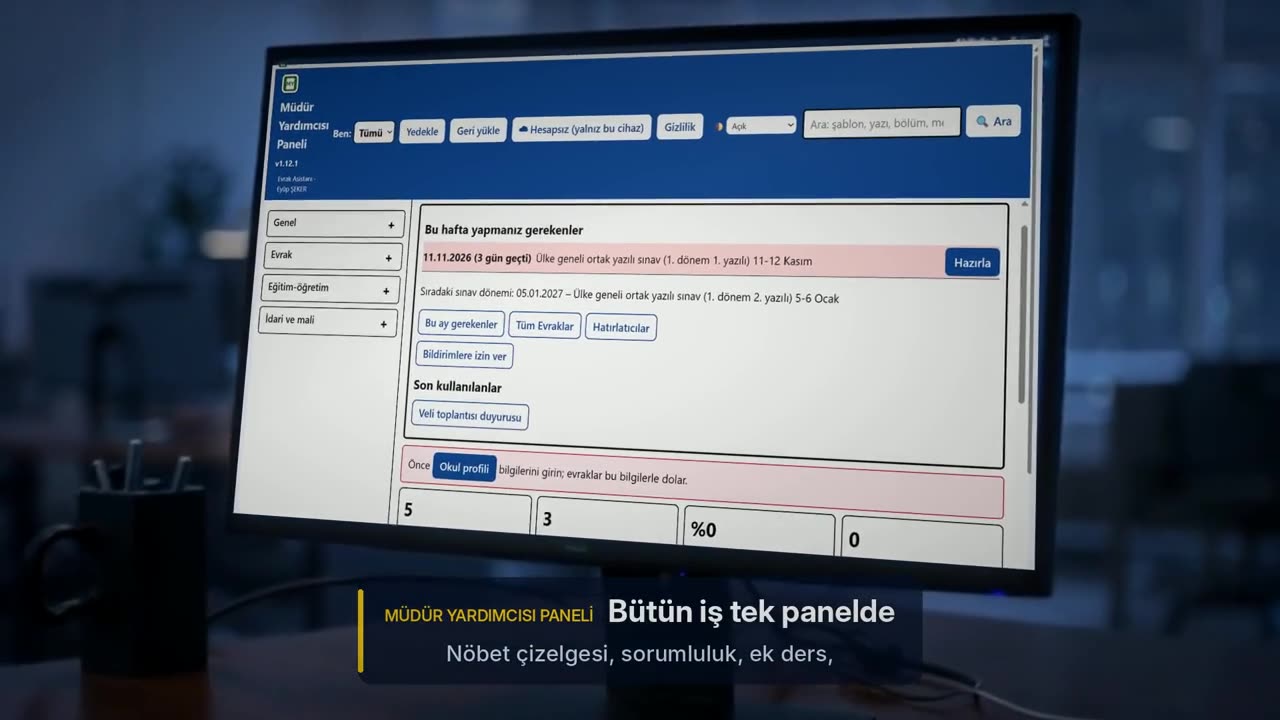 Müdür
Yardımcısı
Paneli
v1.12.1
Evrak Asistanı -
Eyüp ŞEKER
Ben: Tümü Yedekle Geri yükle Hesapsız (yalnız bu cihaz) Gizlilik Açık Ara: şablon, yazı, bölüm, me Ara
Genel +
Evrak +
Eğitim-öğretim +
İdari ve mali +
Bu hafta yapmanız gerekenler
11.11.2026 (3 gün geçti) Ülke geneli ortak yazılı sınav (1. dönem 1. yazılı) 11-12 Kasım Hazırla
Sıradaki sınav dönemi: 05.01.2027 – Ülke geneli ortak yazılı sınav (1. dönem 2. yazılı) 5-6 Ocak
Bu ay gerekenler Tüm Evraklar Hatırlatıcılar
Bildirimlere izin ver
Son kullanılanlar
Veli toplantısı duyurusu
Önce Okul profili bilgilerini girin; evraklar bu bilgilerle dolar.
5 3 %0 0
MÜDÜR YARDIMCISI PANELİ Bütün iş tek panelde
Nöbet çizelgesi, sorumluluk, ek ders,